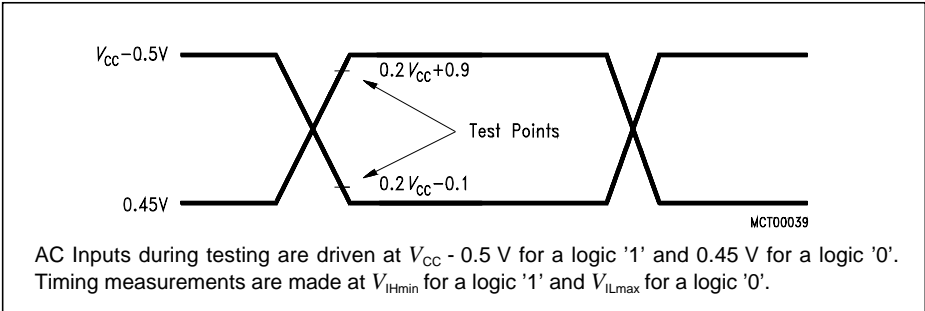 V_CC−0.5V
0.2 V_CC+0.9
Test Points
0.2 V_CC−0.1
0.45V
MCT00039
AC Inputs during testing are driven at V_CC - 0.5 V for a logic ’1’ and 0.45 V for a logic ’0’.
Timing measurements are made at V_IHmin for a logic ’1’ and V_ILmax for a logic ’0’.